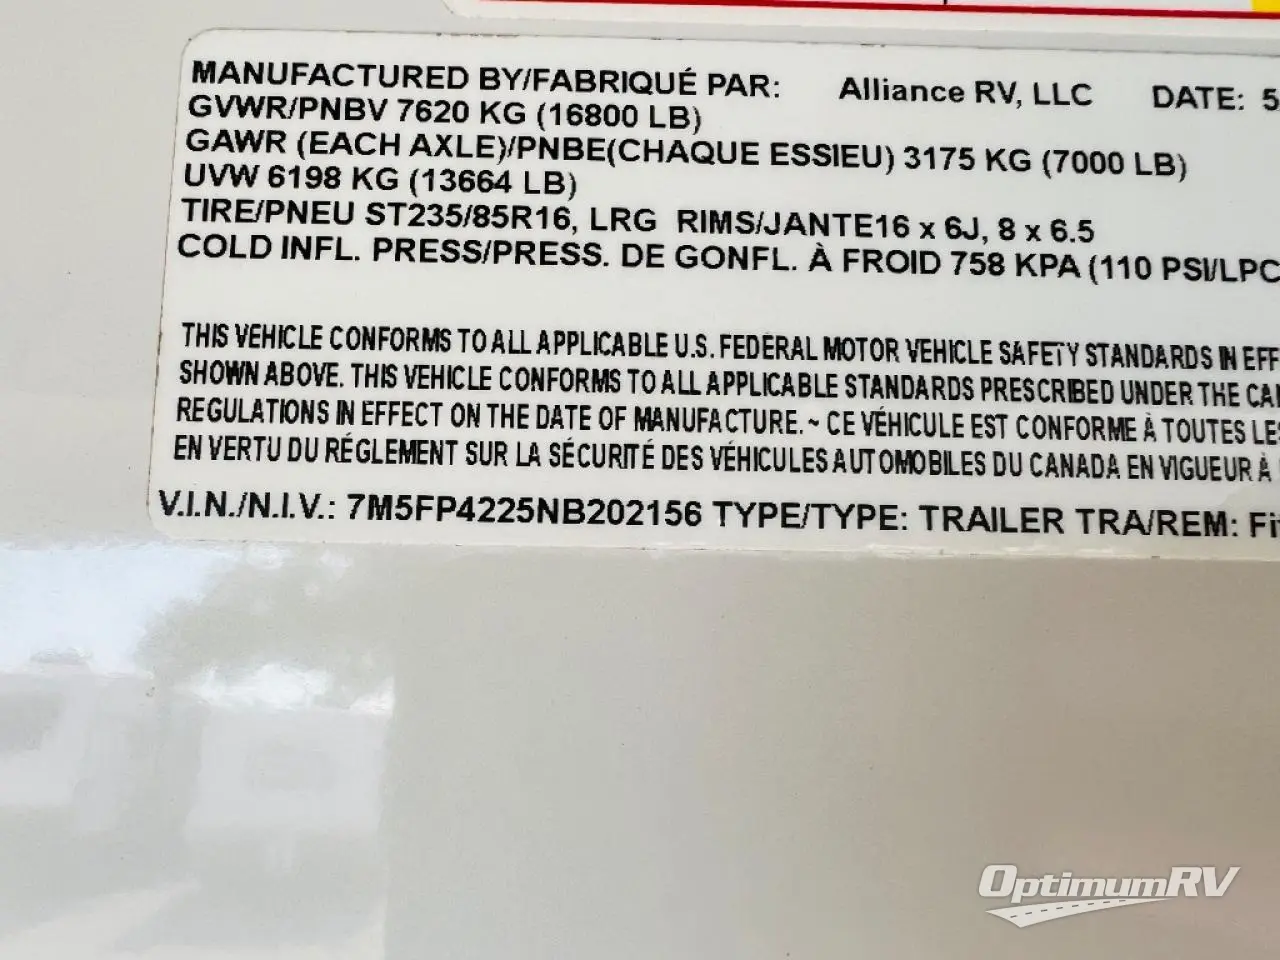 MANUFACTURED BY/FABRIQUÉ PAR: Alliance RV, LLC DATE: 5
GVWR/PNBV 7620 KG (16800 LB)
GAWR (EACH AXLE)/PNBE(CHAQUE ESSIEU) 3175 KG (7000 LB)
UVW 6198 KG (13664 LB)
TIRE/PNEU ST235/85R16, LRG RIMS/JANTE16 x 6J, 8 x 6.5
COLD INFL. PRESS/PRESS. DE GONFL. À FROID 758 KPA (110 PSI/LPC
THIS VEHICLE CONFORMS TO ALL APPLICABLE U.S. FEDERAL MOTOR VEHICLE SAFETY STANDARDS IN EFF
SHOWN ABOVE. THIS VEHICLE CONFORMS TO ALL APPLICABLE STANDARDS PRESCRIBED UNDER THE CAN
REGULATIONS IN EFFECT ON THE DATE OF MANUFACTURE. ~ CE VÉHICULE EST CONFORME À TOUTES LES
EN VERTU DU RÉGLEMENT SUR LA SÉCURITÉ DES VÉHICULES AUTOMOBILES DU CANADA EN VIGUEUR À
V.I.N./N.I.V.: 7M5FP4225NB202156 TYPE/TYPE: TRAILER TRA/REM: Fi
OptimumRV